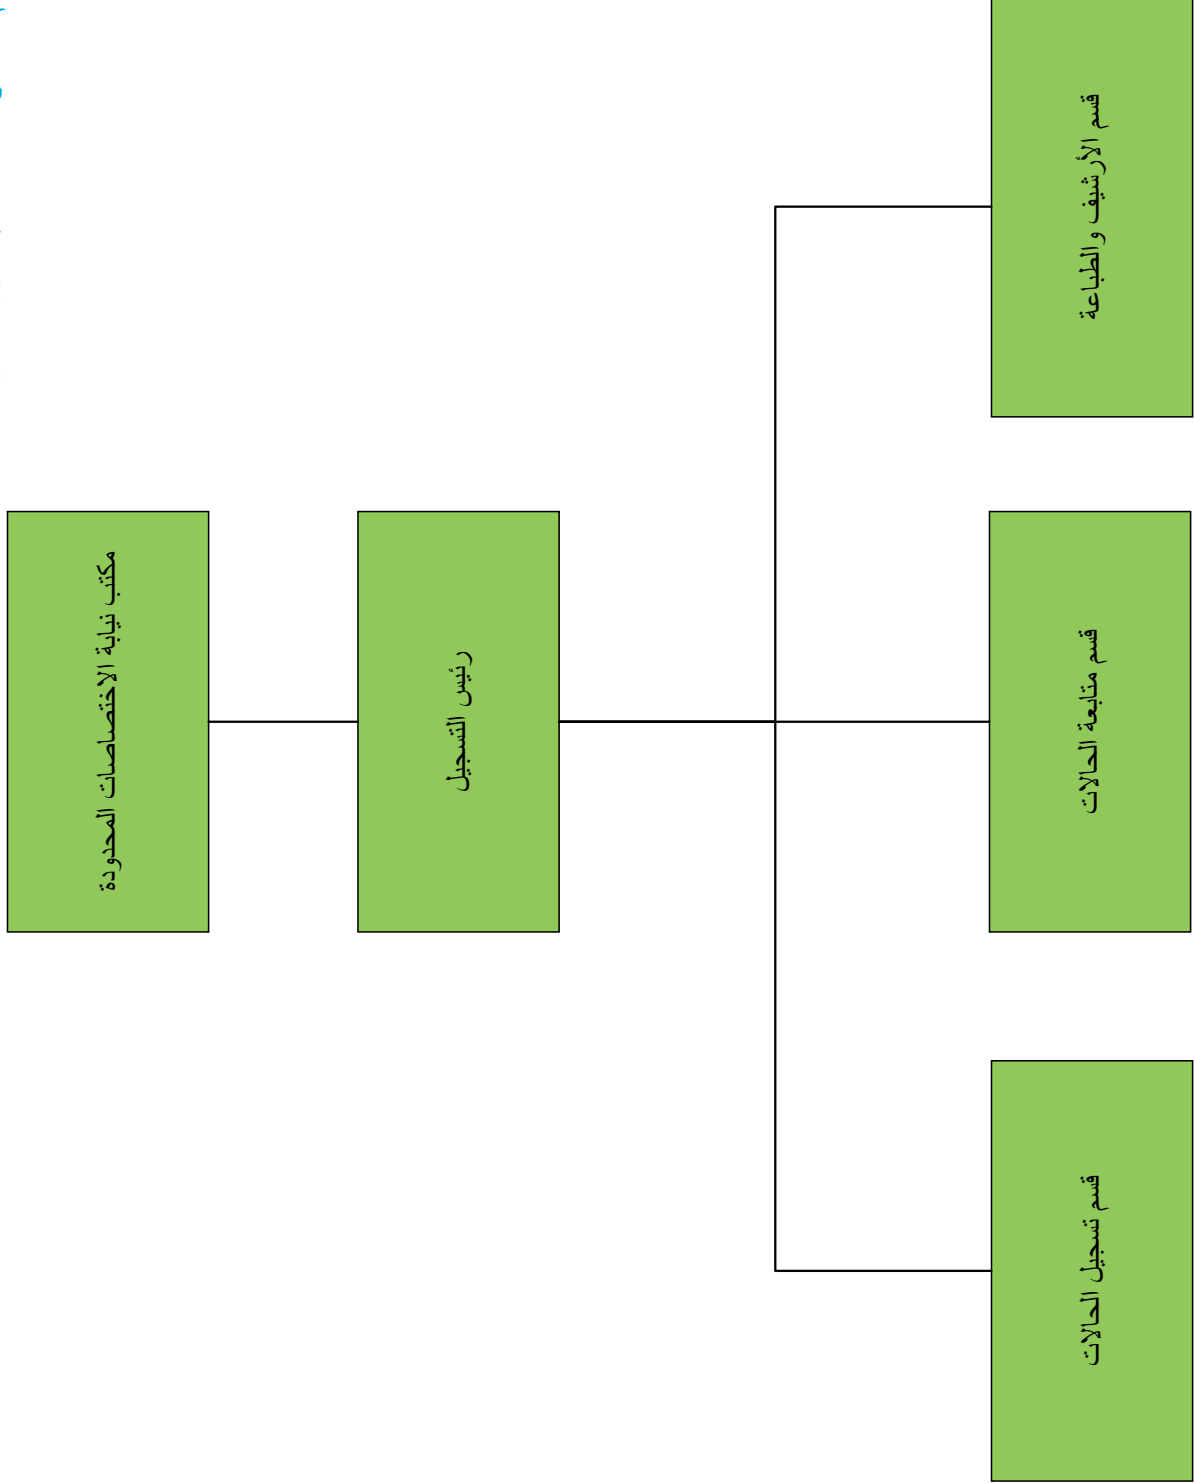 مكتب نيابة الاختصاصات المحدودة
رئيس التسجيل
قسم الأرشيف والطباعة
قسم متابعة الحالات
قسم تسجيل الحالات